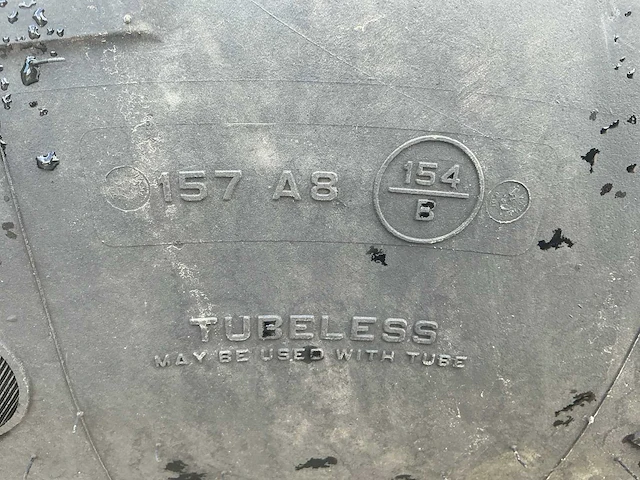 157 A8
154
B
TUBELESS
MAY BE USED WITH TUBE